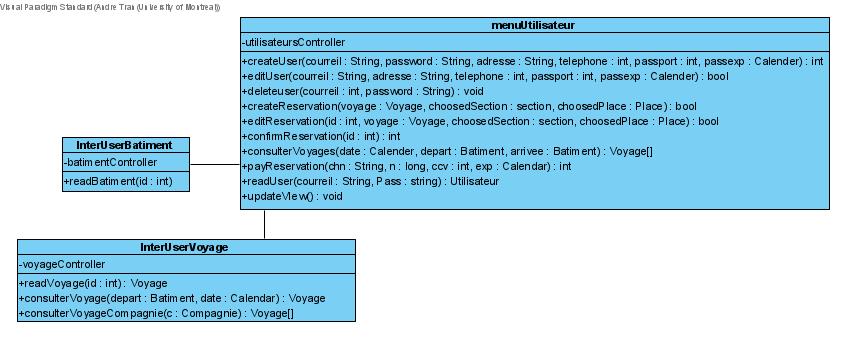 Visual Paradigm Standard(Andre Tran(University of Montreal))
menuUtilisateur
-utilisateursController
+createUser(courreil : String, password : String, adresse : String, telephone : int, passport : int, passexp : Calender) : int
+editUser(courreil : String, adresse : String, telephone : int, passport : int, passexp : Calender) : bool
+deleteuser(courreil : int, password : String) : void
+createReservation(voyage : Voyage, choosedSection : section, choosedPlace : Place) : bool
+editReservation(id : int, voyage : Voyage, choosedSection : section, choosedPlace : Place) : bool
+confirmReservation(id : int) : int
+consulterVoyages(date : Calender, depart : Batiment, arrivee : Batiment) : Voyage[]
+payReservation(chn : String, n : long, ccv : int, exp : Calendar) : int
+readUser(courreil : String, Pass : string) : Utilisateur
+updateView() : void
InterUserBatiment
-batimentController
+readBatiment(id : int)
InterUserVoyage
-voyageController
+readVoyage(id : int) : Voyage
+consulterVoyage(depart : Batiment, date : Calendar) : Voyage
+consulterVoyageCompagnie(c : Compagnie) : Voyage[]